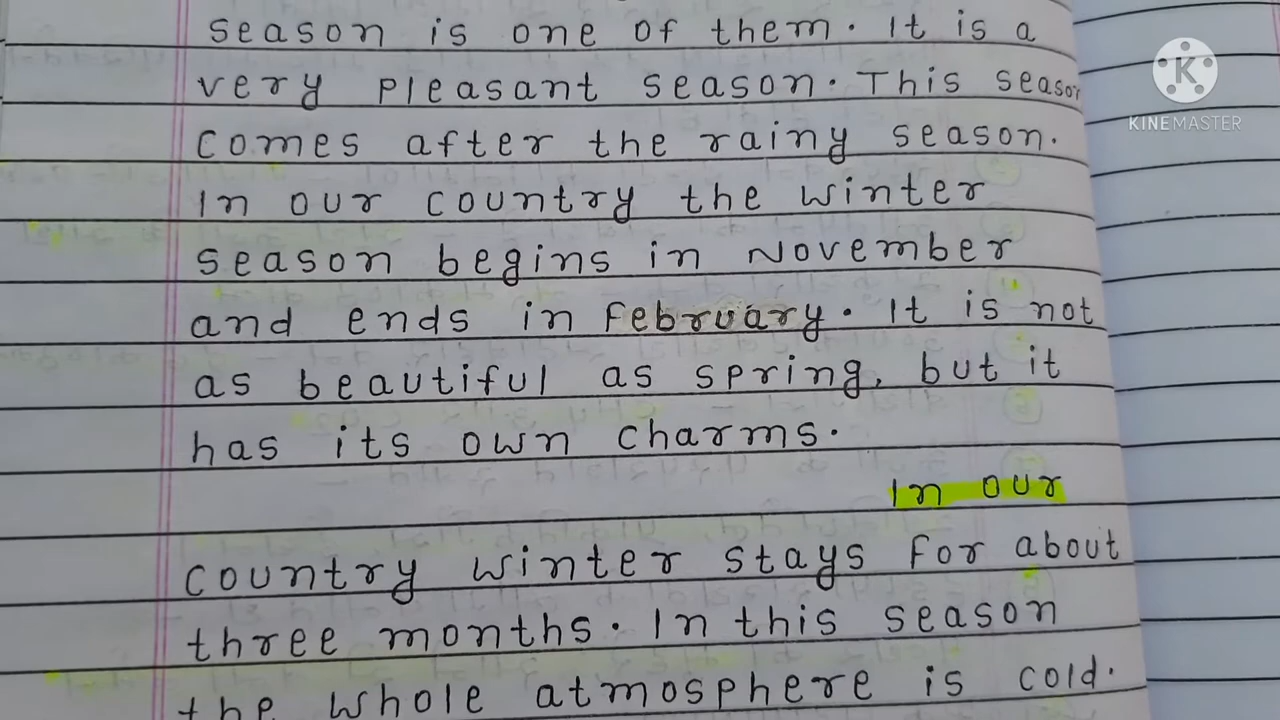 season is one of them. It is a
very pleasant season. This season
comes after the rainy season.
In our country the winter
season begins in November
and ends in February. It is not
as beautiful as spring, but it
has its own charms.
In our
country winter stays for about
three months. In this season
the whole atmosphere is cold.
KINEMASTER